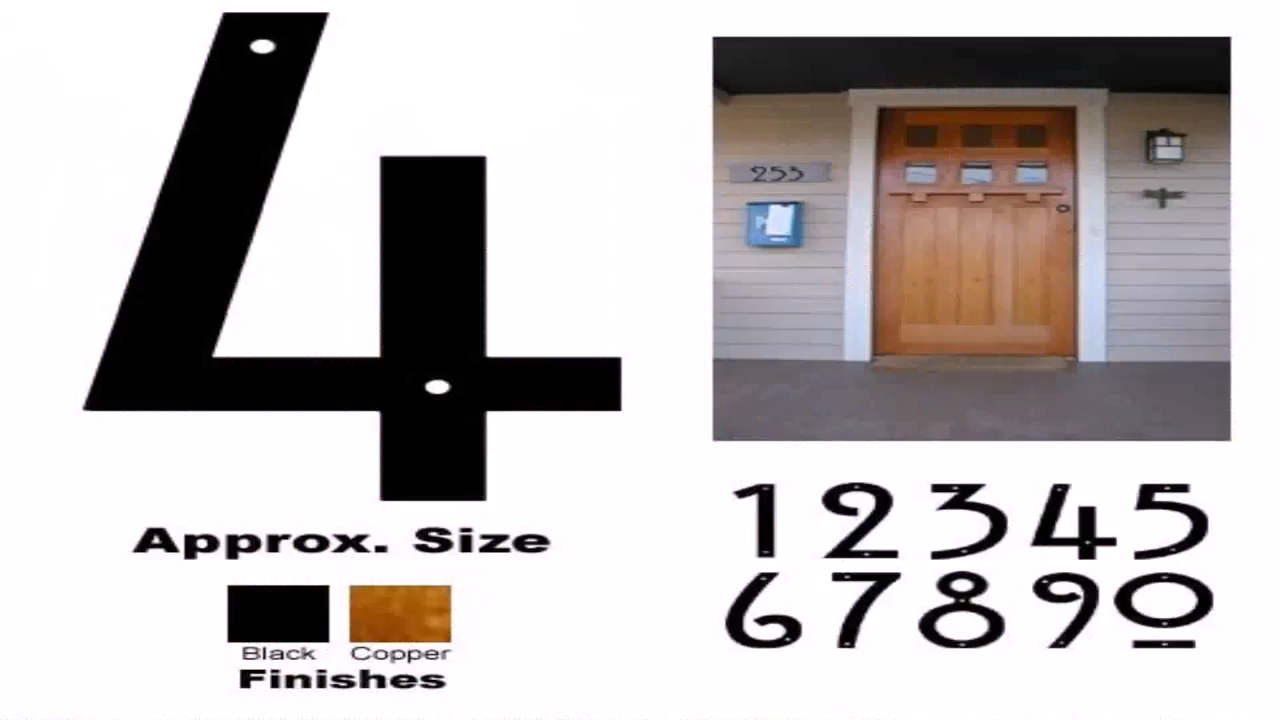 4
Approx. Size
Black Copper
Finishes
255
1 2 3 4 5
6 7 8 9 0